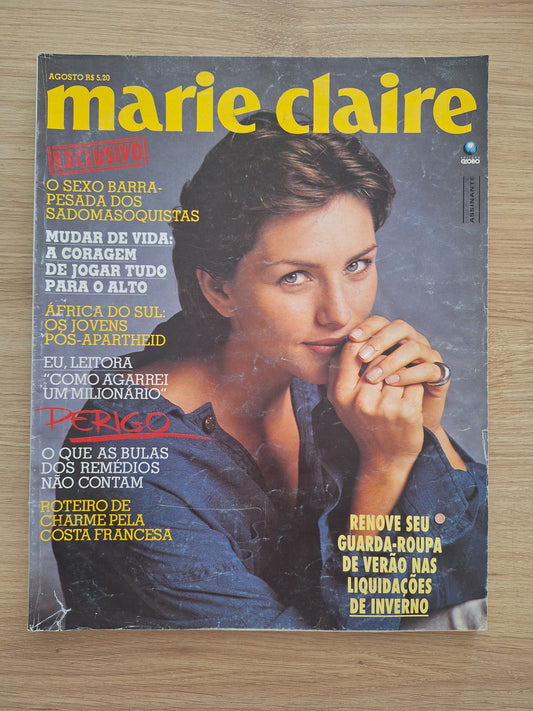 AGOSTO R$ 5,20
marie claire
EXCLUSIVO
O SEXO BARRA-
PESADA DOS
SADOMASOQUISTAS
MUDAR DE VIDA:
A CORAGEM
DE JOGAR TUDO
PARA O ALTO
ÁFRICA DO SUL:
OS JOVENS
PÓS-APARTHEID
EU, LEITORA
"COMO AGARREI
UM MILIONÁRIO"
PERIGO
O QUE AS BULAS
DOS REMÉDIOS
NÃO CONTAM
ROTEIRO DE
CHARME PELA
COSTA FRANCESA
GLOBO
ASSINANTE
RENOVE SEU
GUARDA-ROUPA
DE VERÃO NAS
LIQUIDAÇÕES
DE INVERNO